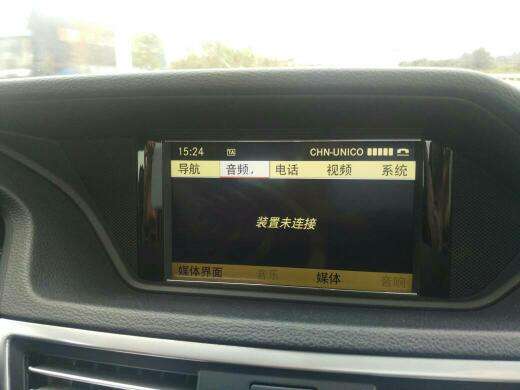 15:24 TA CHN-UNICO
导航 音频. 电话 视频 系统
装置未连接
媒体界面 音乐 媒体 音响